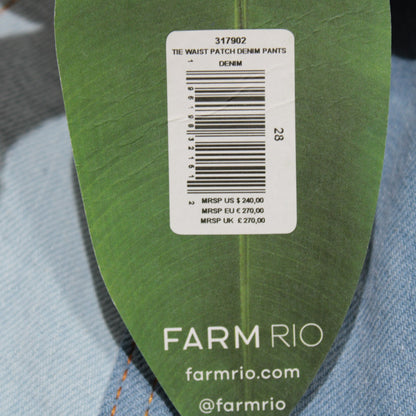 317902
TIE WAIST PATCH DENIM PANTS
DENIM
28
MRSP US $ 240,00
MRSP EU € 270,00
MRSP UK £ 270,00
FARM RIO
farmrio.com
@farmrio